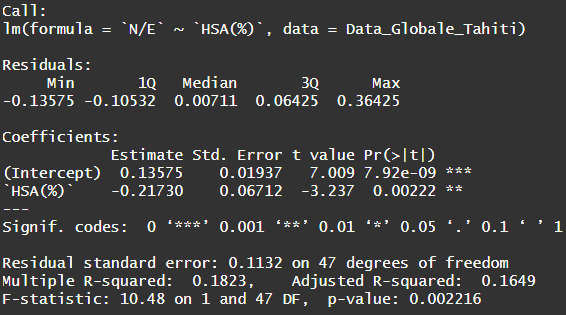 Call:
lm(formula = `N/E` ~ `HSA(%)`, data = Data_Globale_Tahiti)
Residuals:
Min 1Q Median 3Q Max
-0.13575 -0.10532 0.00711 0.06425 0.36425
Coefficients:
Estimate Std. Error t value Pr(>|t|)
(Intercept) 0.13575 0.01937 7.009 7.92e-09 ***
`HSA(%)` -0.21730 0.06712 -3.237 0.00222 **
---
Signif. codes: 0 ‘***’ 0.001 ‘**’ 0.01 ‘*’ 0.05 ‘.’ 0.1 ‘ ’ 1
Residual standard error: 0.1132 on 47 degrees of freedom
Multiple R-squared: 0.1823, Adjusted R-squared: 0.1649
F-statistic: 10.48 on 1 and 47 DF, p-value: 0.002216